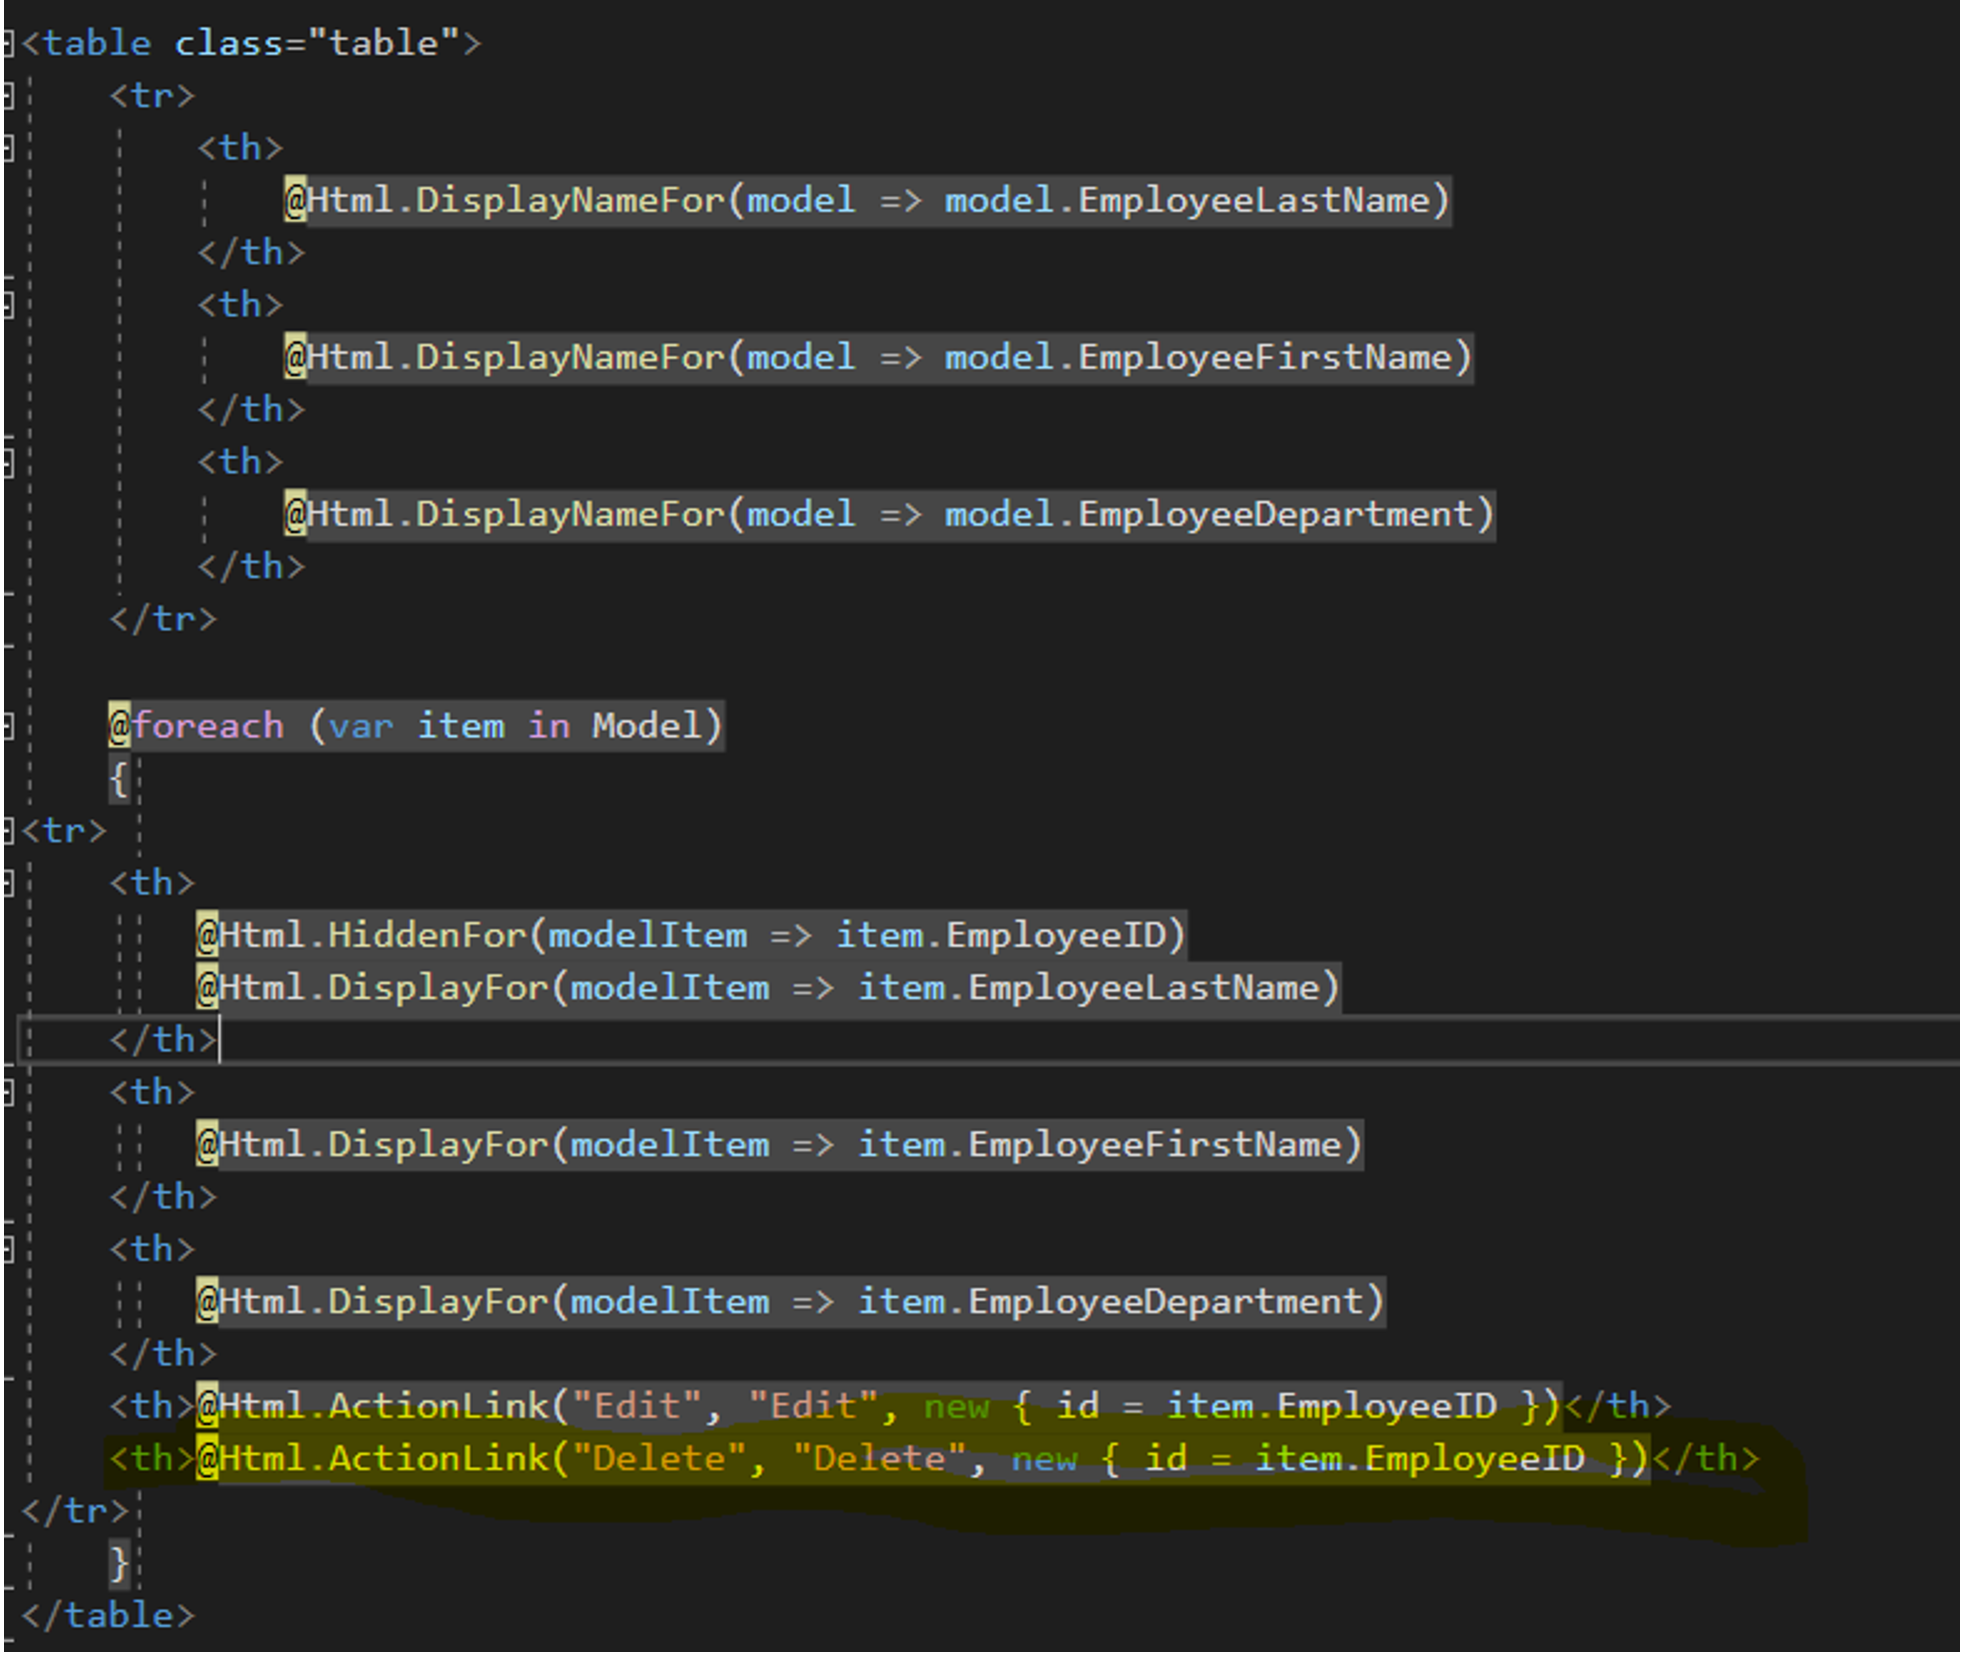 <table class="table">
<tr>
<th>
@Html.DisplayNameFor(model => model.EmployeeLastName)
</th>
<th>
@Html.DisplayNameFor(model => model.EmployeeFirstName)
</th>
<th>
@Html.DisplayNameFor(model => model.EmployeeDepartment)
</th>
</tr>
@foreach (var item in Model)
{
<tr>
<th>
@Html.HiddenFor(modelItem => item.EmployeeID)
@Html.DisplayFor(modelItem => item.EmployeeLastName)
</th>
<th>
@Html.DisplayFor(modelItem => item.EmployeeFirstName)
</th>
<th>
@Html.DisplayFor(modelItem => item.EmployeeDepartment)
</th>
<th>@Html.ActionLink("Edit", "Edit", new { id = item.EmployeeID })</th>
<th>@Html.ActionLink("Delete", "Delete", new { id = item.EmployeeID })</th>
</tr>
}
</table>